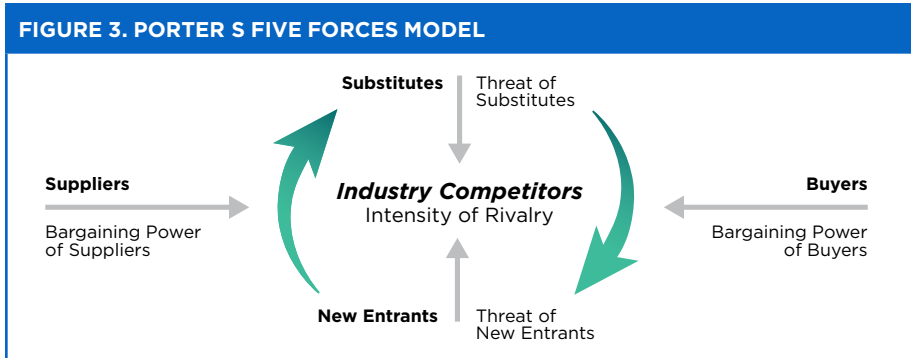 FIGURE 3. PORTER S FIVE FORCES MODEL
Substitutes
Threat of
Substitutes
Suppliers
Bargaining Power
of Suppliers
Industry Competitors
Intensity of Rivalry
Buyers
Bargaining Power
of Buyers
New Entrants
Threat of
New Entrants